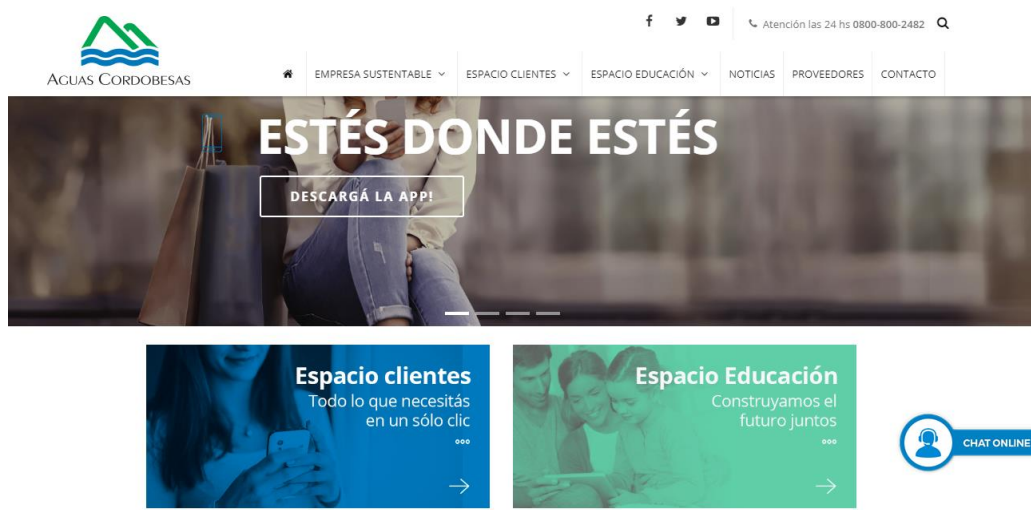 Atención las 24 hs 0800-800-2482
AGUAS CORDOBESAS
EMPRESA SUSTENTABLE
ESPACIO CLIENTES
ESPACIO EDUCACIÓN
NOTICIAS
PROVEEDORES
CONTACTO
ESTÉS DONDE ESTÉS
DESCARGÁ LA APP!
Espacio clientes
Todo lo que necesitás
en un sólo clic
Espacio Educación
Construyamos el
futuro juntos
CHAT ONLINE